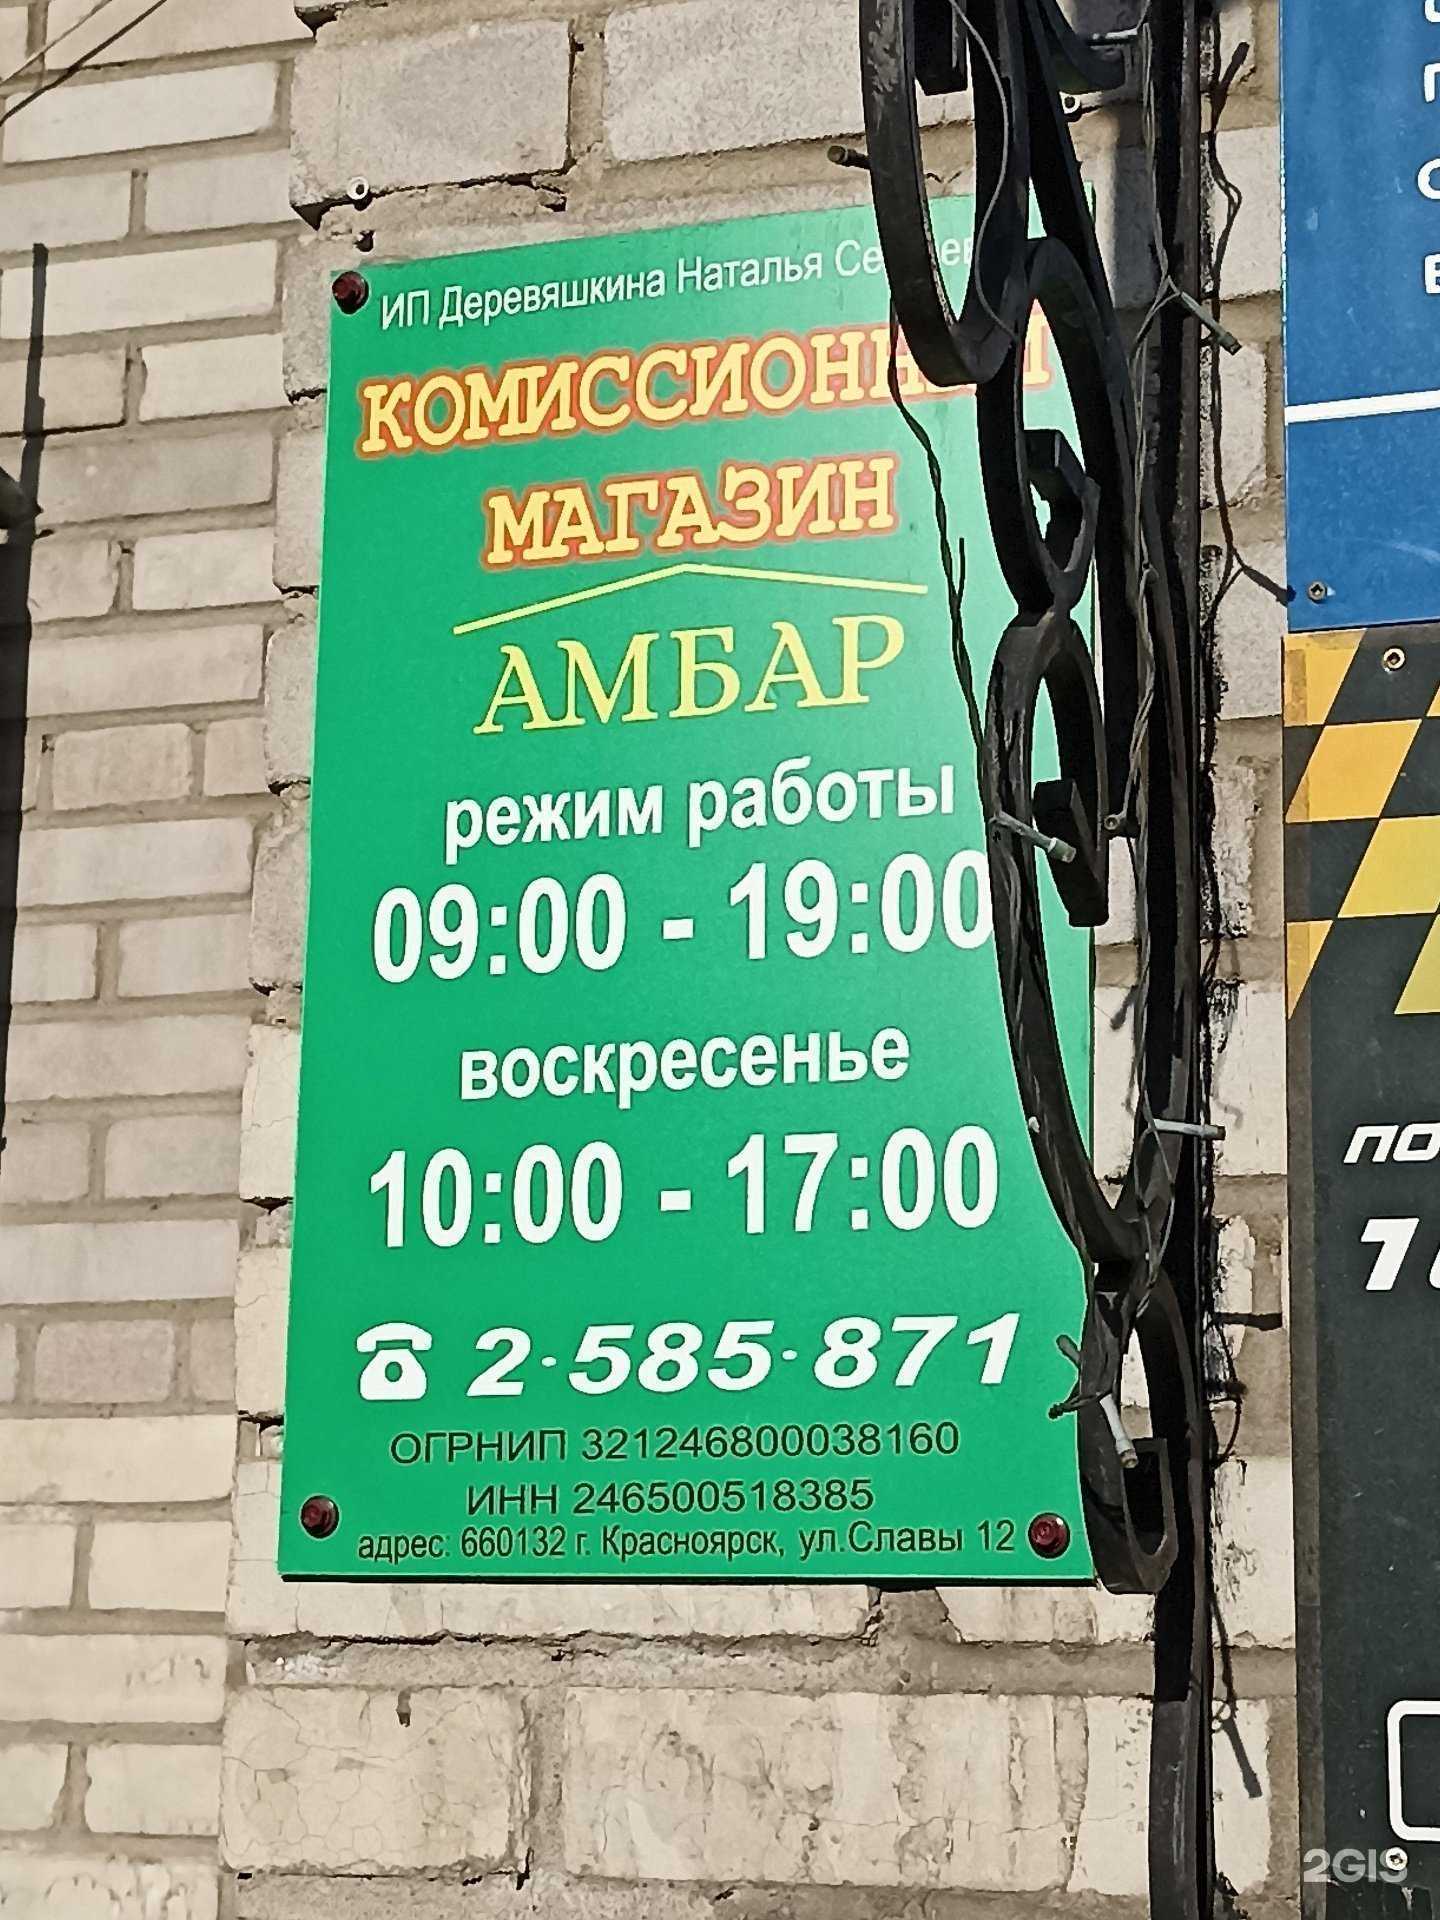 ИП Деревяшкина Наталья
МАГАЗИН
АМБАР
режим работы
09:00 - 19:00
воскресенье
10:00 - 17:00
2·585·871
ОГРНИП 321246800038160
ИНН 246500518385
адрес: 660132 г. Красноярск, ул.Славы 12
2GIS